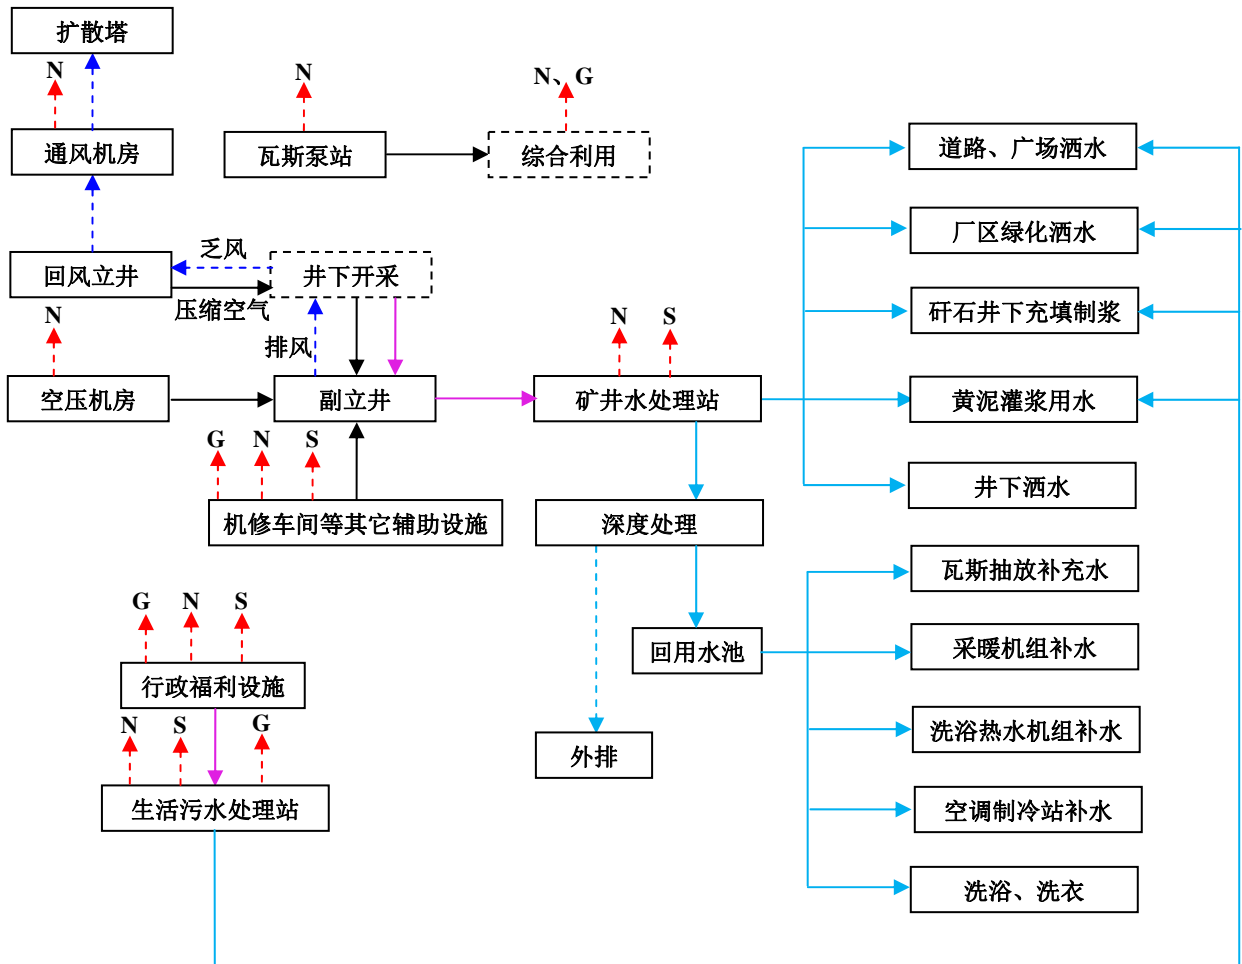 扩散塔
N
N
N、G
通风机房
瓦斯泵站
综合利用
道路、广场洒水
厂区绿化洒水
乏风
回风立井
井下开采
压缩空气
矸石井下充填制浆
N
N
S
排风
空压机房
副立井
矿井水处理站
黄泥灌浆用水
G
N
S
井下洒水
机修车间等其它辅助设施
深度处理
瓦斯抽放补充水
G
N
S
回用水池
采暖机组补水
行政福利设施
N
S
G
洗浴热水机组补水
外排
生活污水处理站
空调制冷站补水
洗浴、洗衣